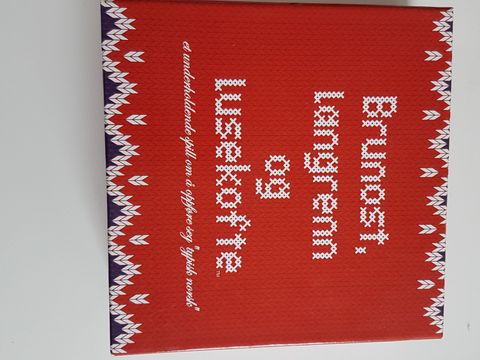 Brunost,
langrenn
og
lusekofte™
et underholdende spill om å oppføre seg "typisk norsk"